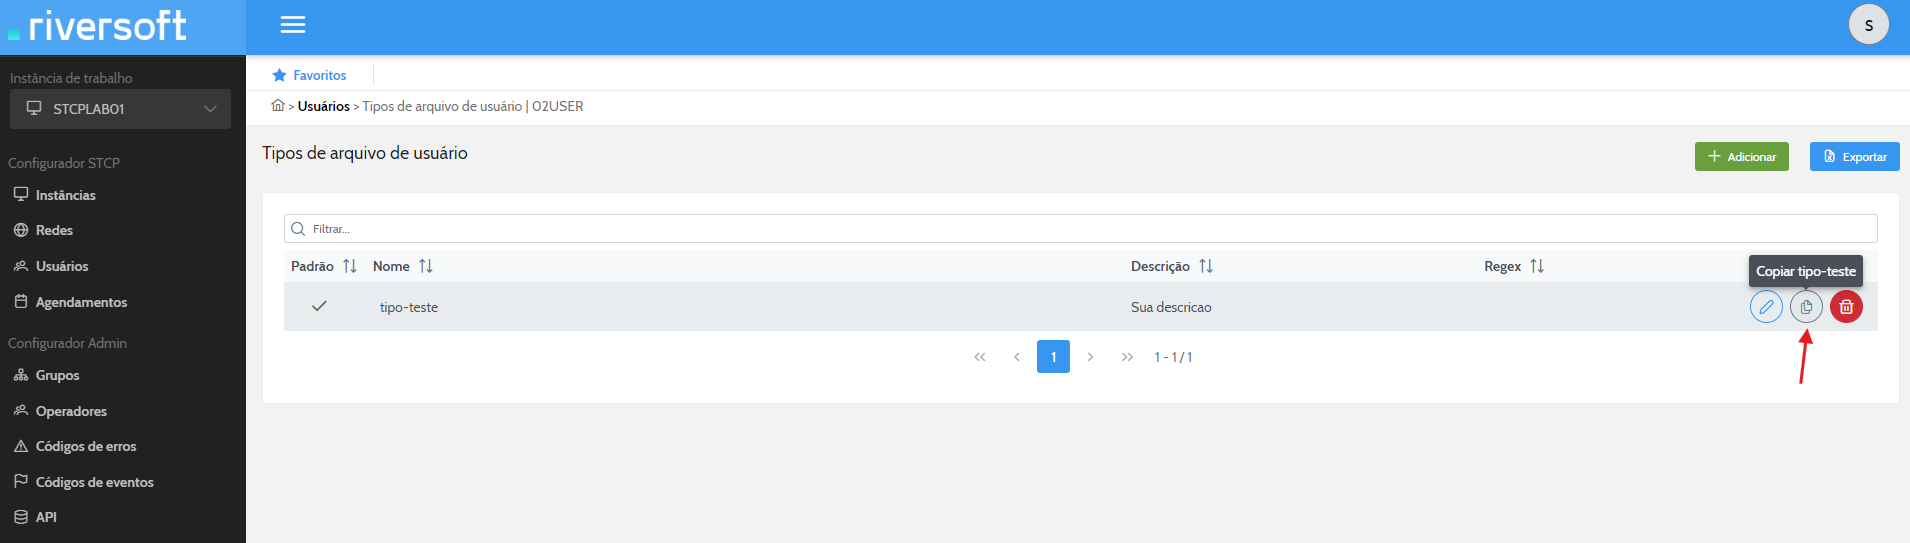 riversoft
S
Instância de trabalho
STCPLAB01
Configurador STCP
Instâncias
Redes
Usuários
Agendamentos
Configurador Admin
Grupos
Operadores
Códigos de erros
Códigos de eventos
API
Favoritos
> Usuários > Tipos de arquivo de usuário | O2USER
Tipos de arquivo de usuário
Adicionar
Exportar
Filtrar...
Padrão Nome Descrição Regex
Copiar tipo-teste
tipo-teste Sua descricao
1 1 - 1 / 1